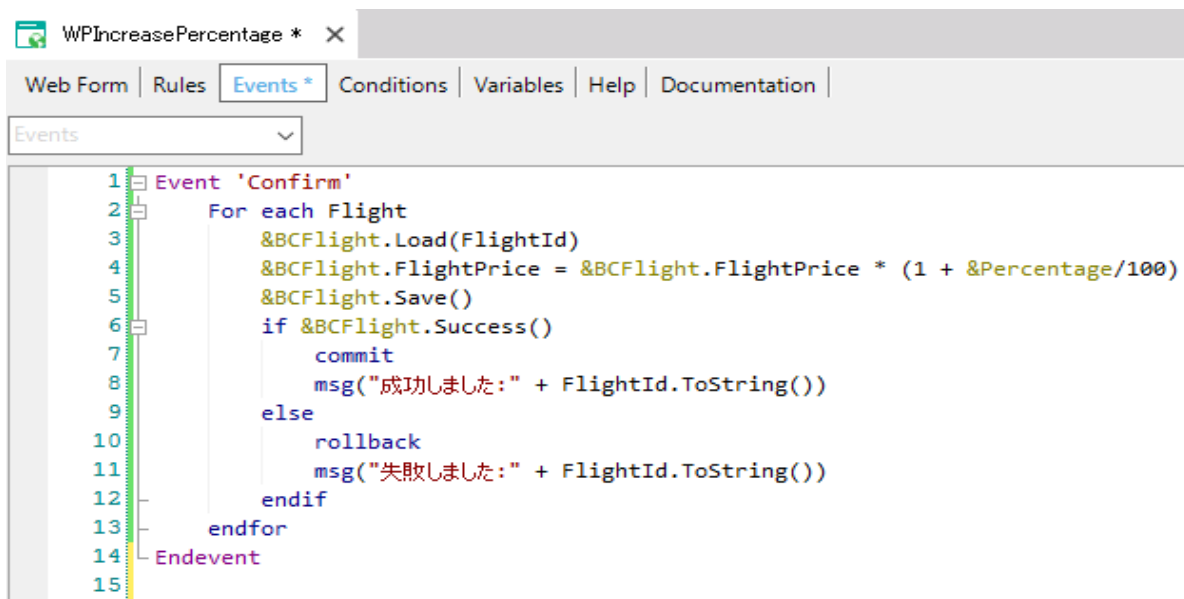 WPIncreasePercentage *
Web Form Rules Events * Conditions Variables Help Documentation
Events
1 Event 'Confirm'
2 For each Flight
3 &BCFlight.Load(FlightId)
4 &BCFlight.FlightPrice = &BCFlight.FlightPrice * (1 + &Percentage/100)
5 &BCFlight.Save()
6 if &BCFlight.Success()
7 commit
8 msg("成功しました:" + FlightId.ToString())
9 else
10 rollback
11 msg("失敗しました:" + FlightId.ToString())
12 endif
13 endfor
14 Endevent
15